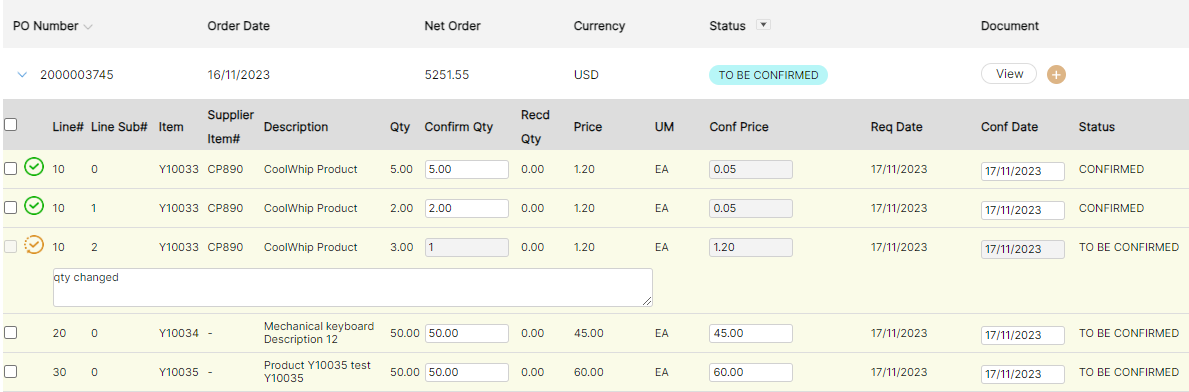 PO Number Order Date Net Order Currency Status Document
2000003745 16/11/2023 5251.55 USD TO BE CONFIRMED View
Line# Line Sub# Item Supplier Item# Description Qty Confirm Qty Recd Qty Price UM Conf Price Req Date Conf Date Status
10 0 Y10033 CP890 CoolWhip Product 5.00 5.00 0.00 1.20 EA 0.05 17/11/2023 17/11/2023 CONFIRMED
10 1 Y10033 CP890 CoolWhip Product 2.00 2.00 0.00 1.20 EA 0.05 17/11/2023 17/11/2023 CONFIRMED
10 2 Y10033 CP890 CoolWhip Product 3.00 1 0.00 1.20 EA 1.20 17/11/2023 17/11/2023 TO BE CONFIRMED
qty changed
20 0 Y10034 - Mechanical keyboard Description 12 50.00 50.00 0.00 45.00 EA 45.00 17/11/2023 17/11/2023 TO BE CONFIRMED
30 0 Y10035 - Product Y10035 test Y10035 50.00 50.00 0.00 60.00 EA 60.00 17/11/2023 17/11/2023 TO BE CONFIRMED